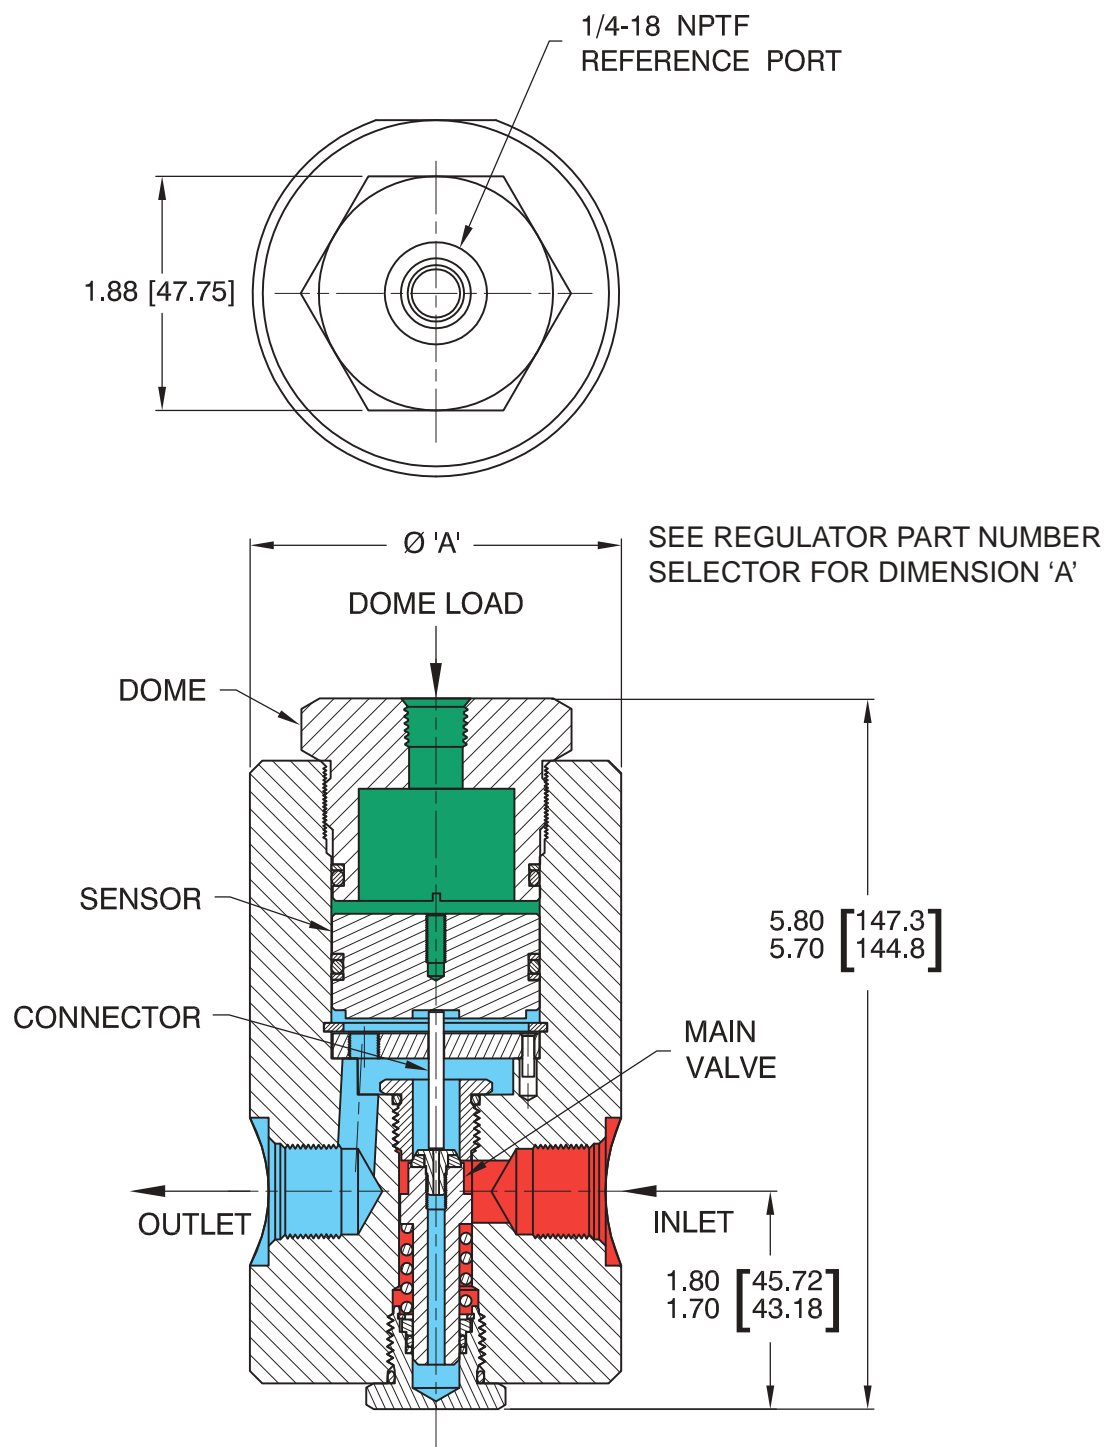 1/4-18 NPTF
REFERENCE PORT
1.88 [47.75]
Ø 'A'
SEE REGULATOR PART NUMBER
SELECTOR FOR DIMENSION ‘A’
DOME LOAD
DOME
SENSOR
5.80 [147.3]
5.70 [144.8]
CONNECTOR
MAIN
VALVE
OUTLET
INLET
1.80 [45.72]
1.70 [43.18]